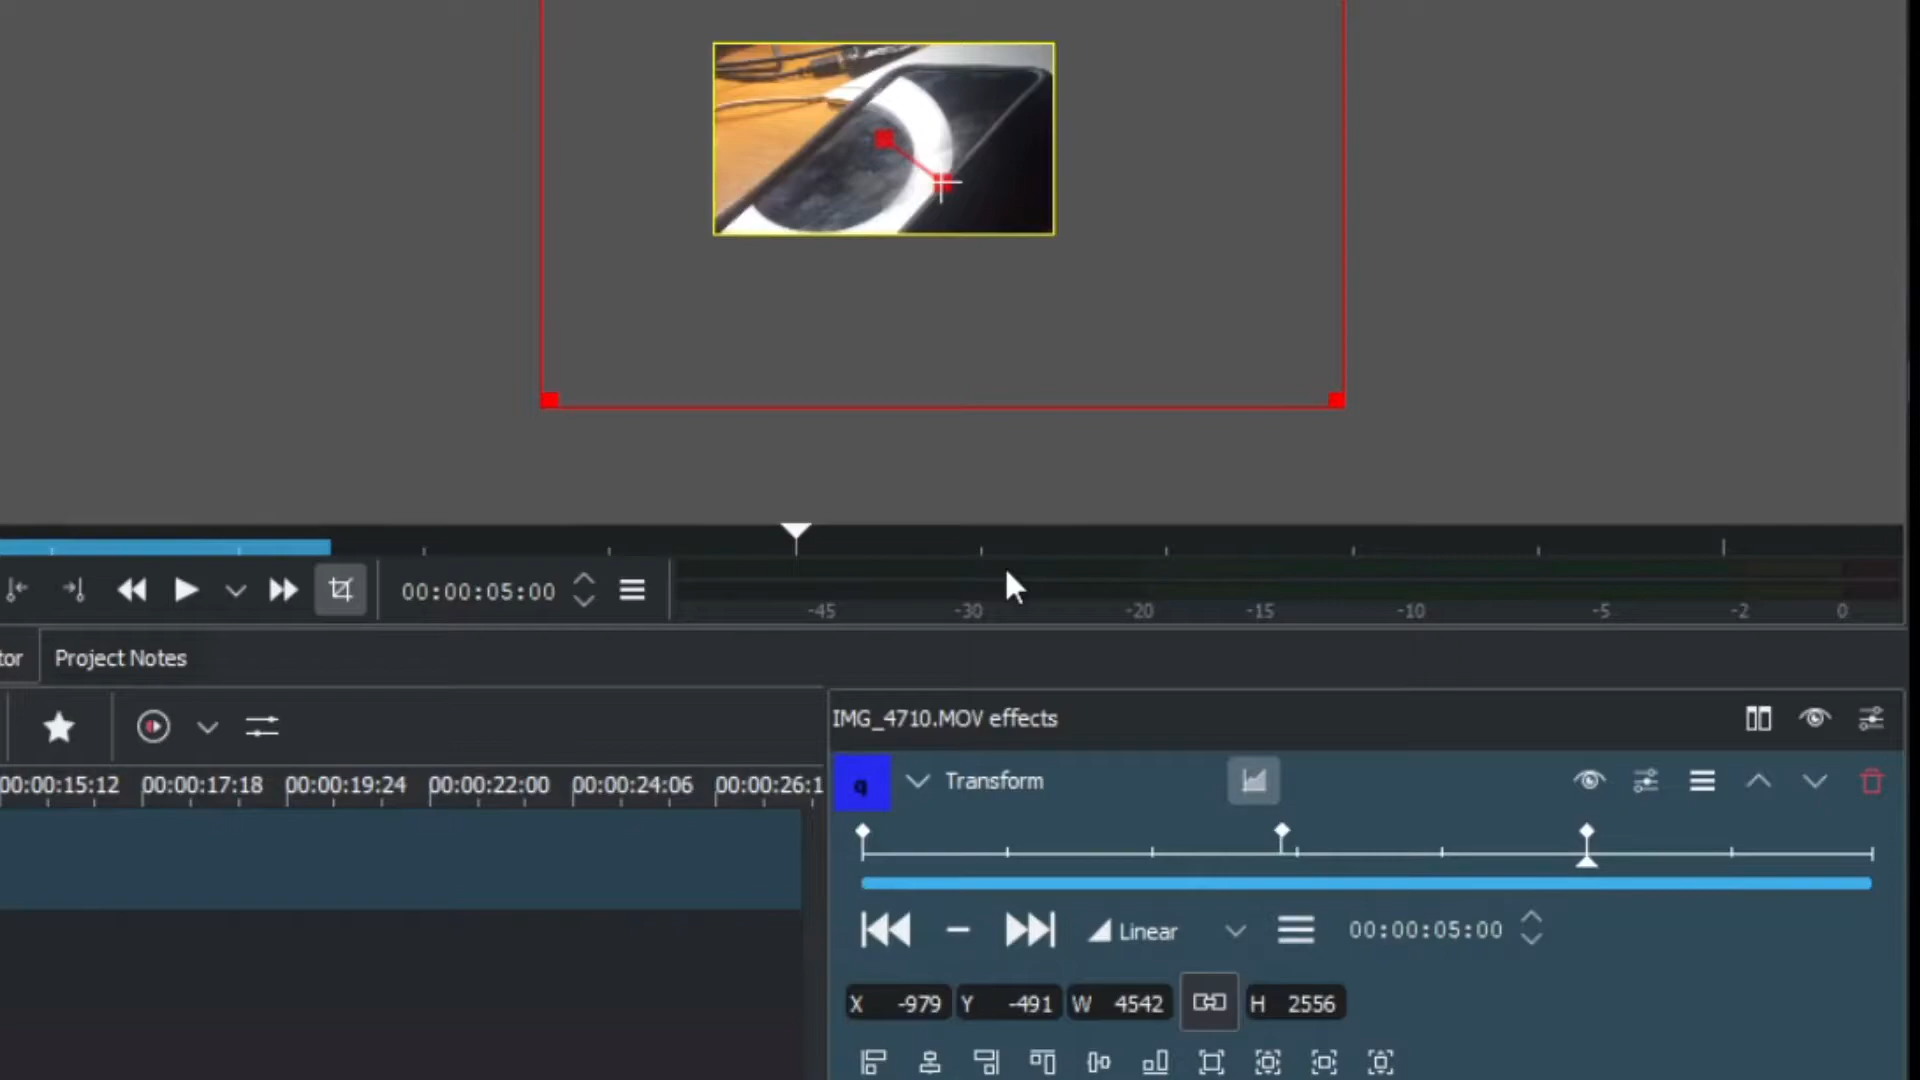 00:00:05:00
-45 -30 -20 -15 -10 -5 -2 0
tor Project Notes
00:00:15:12 00:00:17:18 00:00:19:24 00:00:22:00 00:00:24:06 00:00:26:1
IMG_4710.MOV effects
q Transform
Linear 00:00:05:00
X -979 Y -491 W 4542 H 2556